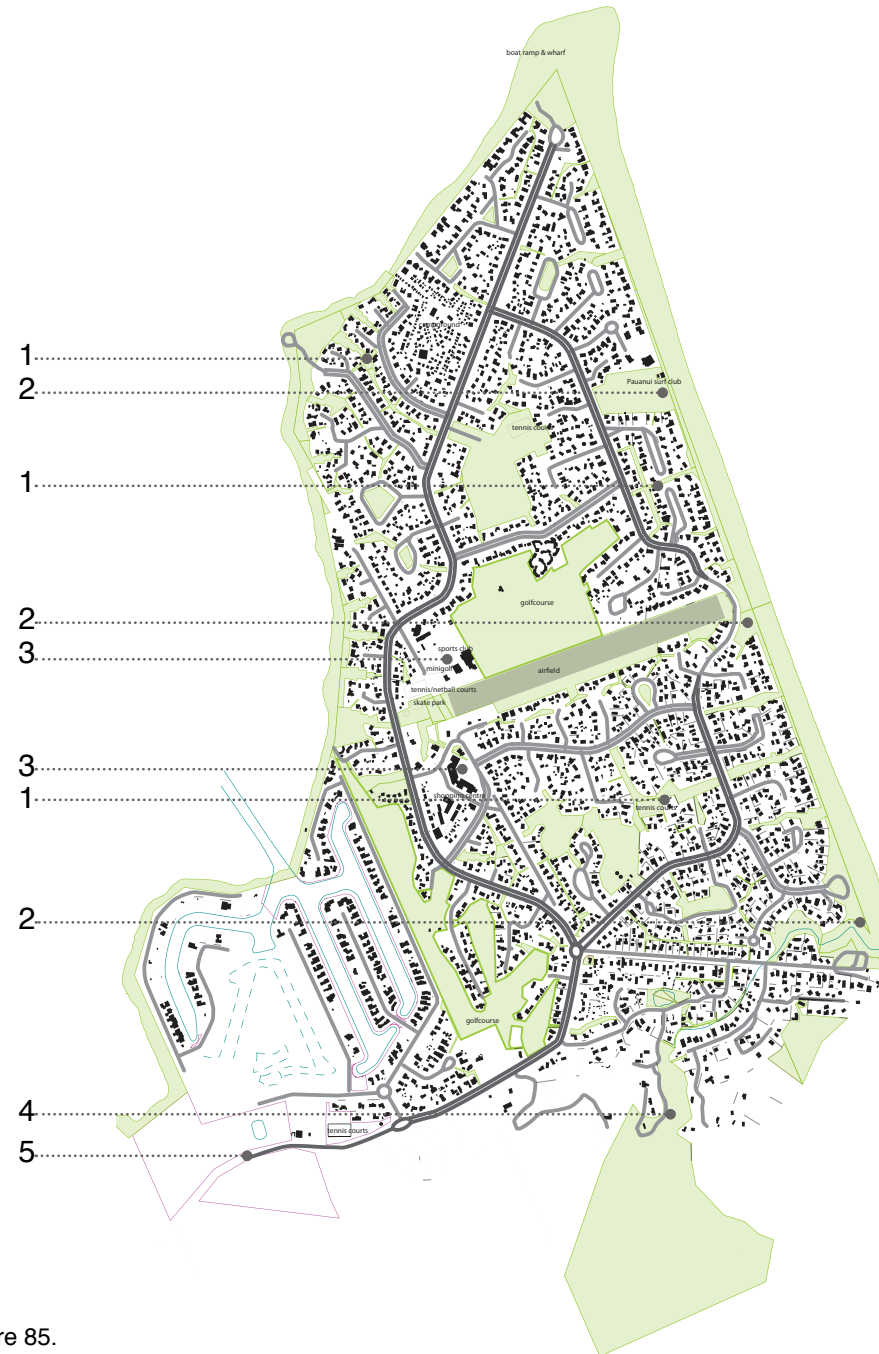 boat ramp & wharf
campground
1
Pauanui surf club
2
tennis courts
1
golfcourse
2
sports club
3
minigolf
airfield
tennis/netball courts
skate park
3
shopping centre
1
tennis courts
2
golfcourse
4
tennis courts
5
re 85.